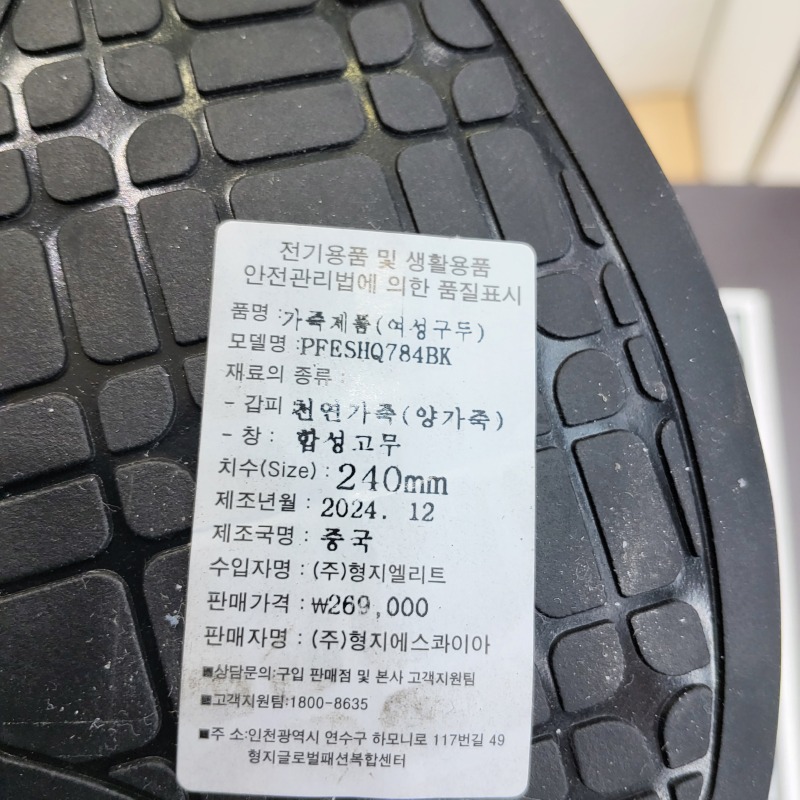 전기용품 및 생활용품
안전관리법에 의한 품질표시
품명 : 가죽제품(여성구두)
모델명 : PFESHQ784BK
재료의 종류 :
- 갑피 천연가죽(양가죽)
- 창 : 합성고무
치수(Size) : 240mm
제조년월 : 2024. 12
제조국명 : 중국
수입자명 : (주)형지엘리트
판매가격 : ₩269,000
판매자명 : (주)형지에스콰이아
■상담문의:구입 판매점 및 본사 고객지원팀
■고객지원팀:1800-8635
■주 소:인천광역시 연수구 하모니로 117번길 49
형지글로벌패션복합센터